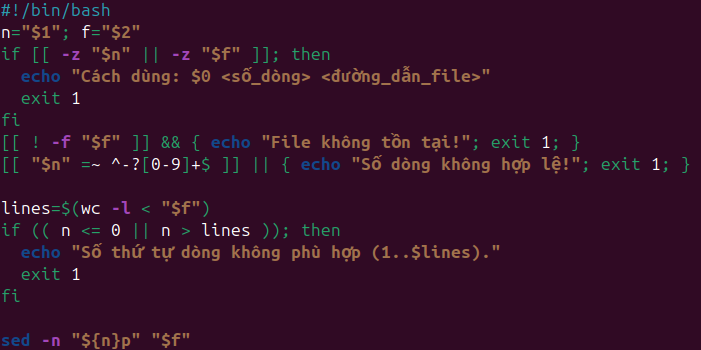 #!/bin/bash
n="$1"; f="$2"
if [[ -z "$n" || -z "$f" ]]; then
  echo "Cách dùng: $0 <số_dòng> <đường_dẫn_file>"
  exit 1
fi
[[ ! -f "$f" ]] && { echo "File không tồn tại!"; exit 1; }
[[ "$n" =~ ^-?[0-9]+$ ]] || { echo "Số dòng không hợp lệ!"; exit 1; }

lines=$(wc -l < "$f")
if (( n <= 0 || n > lines )); then
  echo "Số thứ tự dòng không phù hợp (1..$lines)."
  exit 1
fi

sed -n "${n}p" "$f"